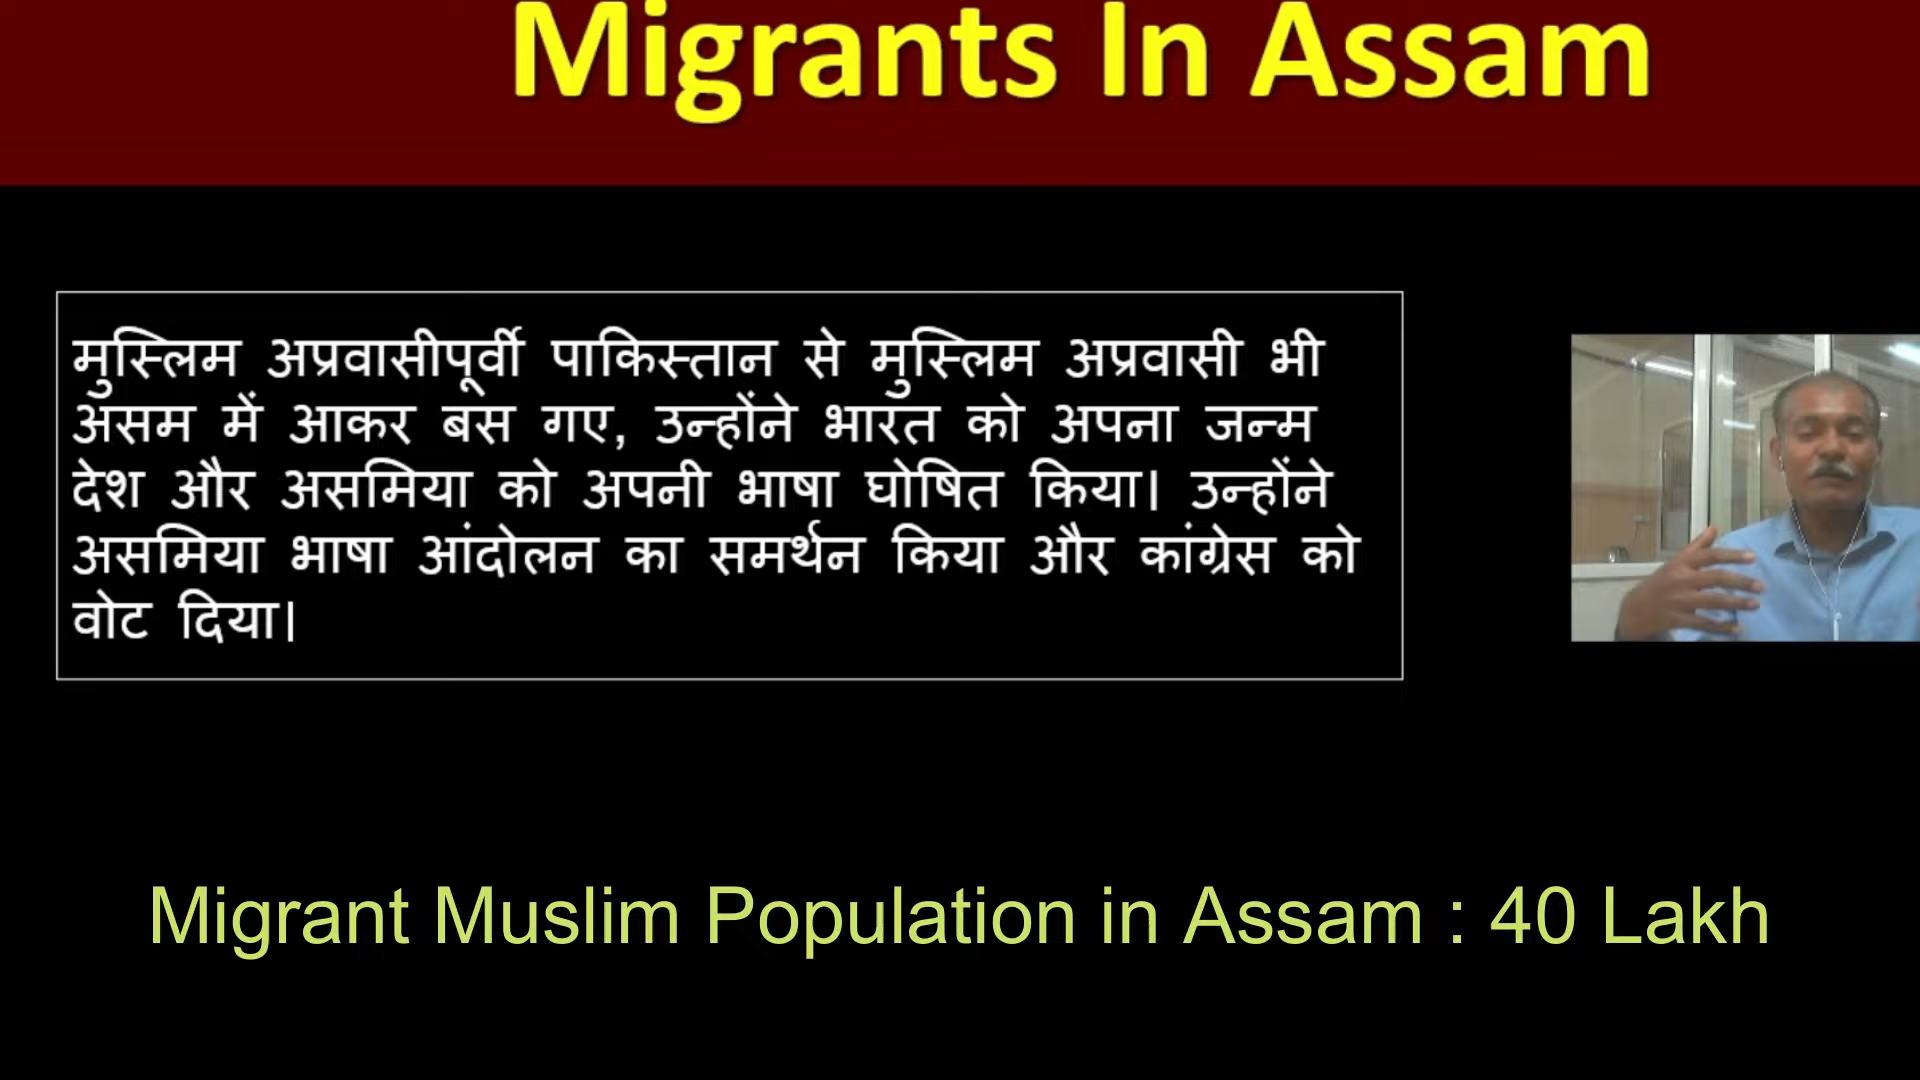 Migrants In Assam
मुस्लिम अप्रवासीपूर्वी पाकिस्तान से मुस्लिम अप्रवासी भी
असम में आकर बस गए, उन्होंने भारत को अपना जन्म
देश और असमिया को अपनी भाषा घोषित किया। उन्होंने
असमिया भाषा आंदोलन का समर्थन किया और कांग्रेस को
वोट दिया।
Migrant Muslim Population in Assam : 40 Lakh